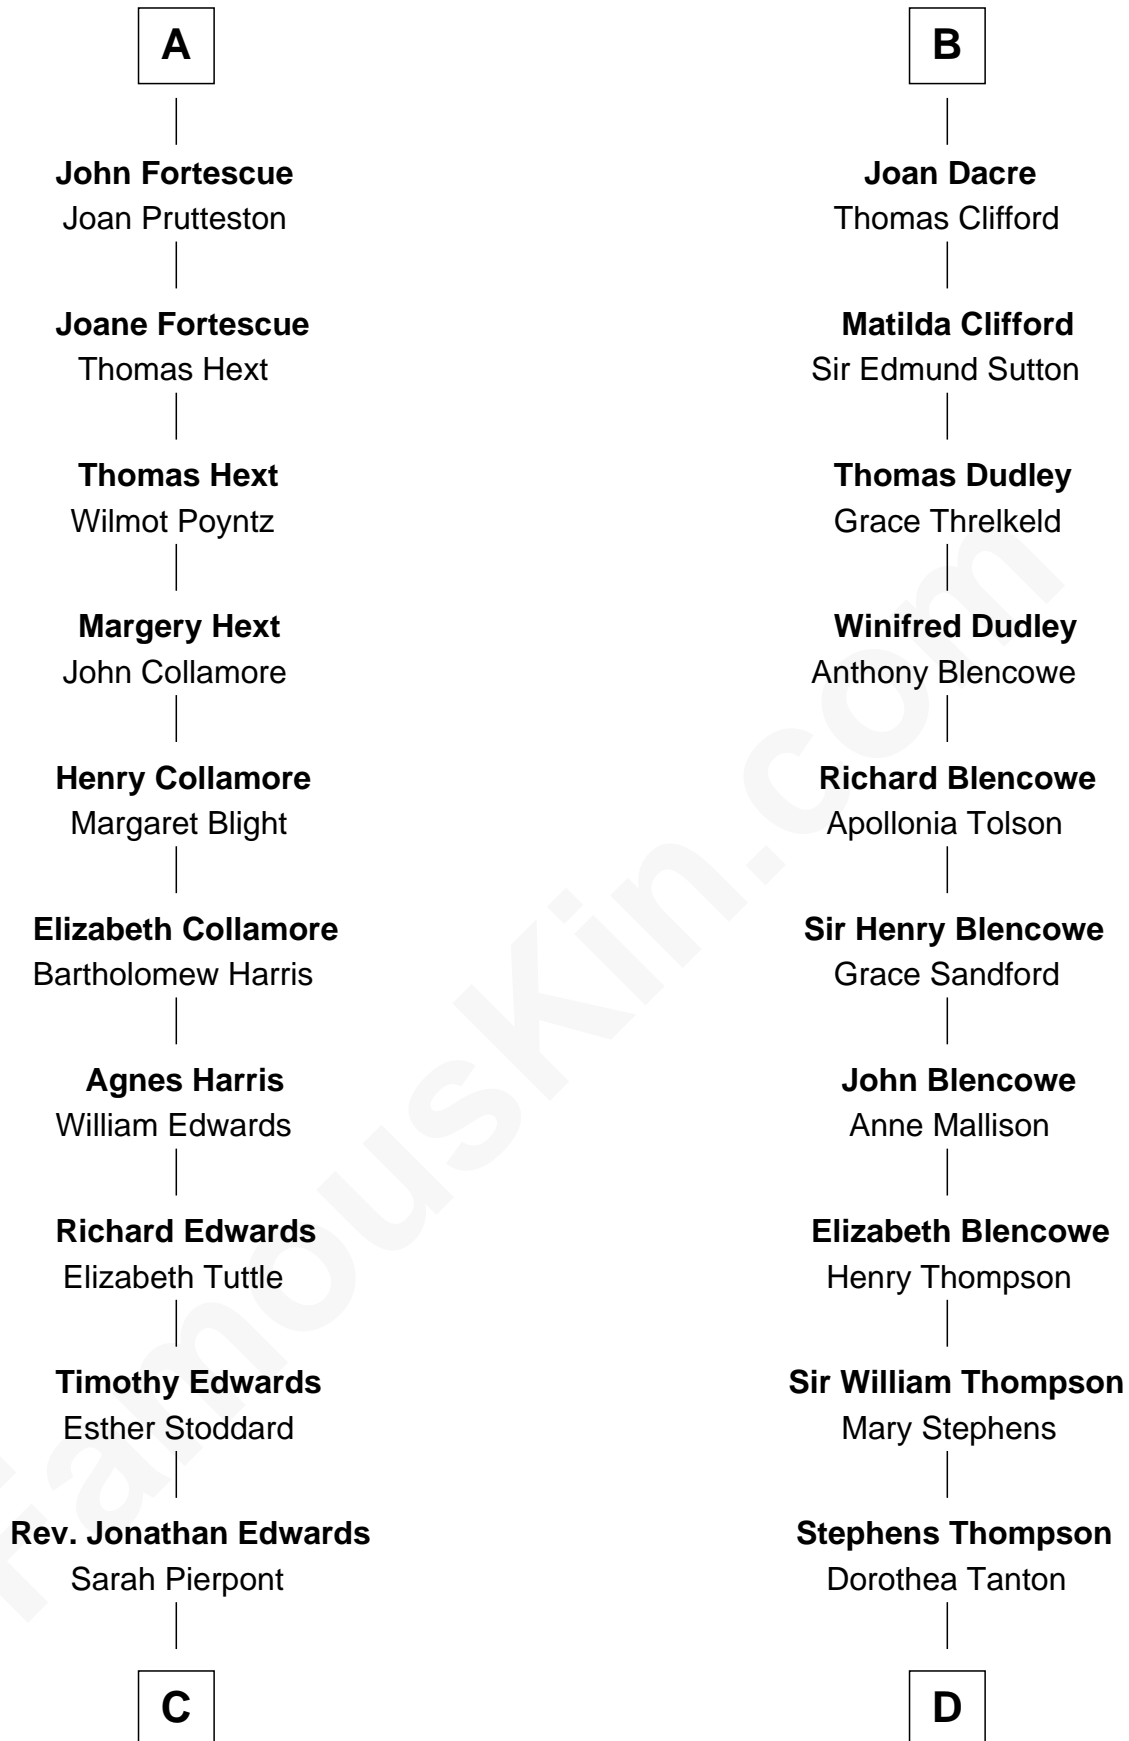 A
John Fortescue
Joan Prutteston
Joane Fortescue
Thomas Hext
Thomas Hext
Wilmot Poyntz
Margery Hext
John Collamore
Henry Collamore
Margaret Blight
Elizabeth Collamore
Bartholomew Harris
Agnes Harris
William Edwards
Richard Edwards
Elizabeth Tuttle
Timothy Edwards
Esther Stoddard
Rev. Jonathan Edwards
Sarah Pierpont
C
B
Joan Dacre
Thomas Clifford
Matilda Clifford
Sir Edmund Sutton
Thomas Dudley
Grace Threlkeld
Winifred Dudley
Anthony Blencowe
Richard Blencowe
Apollonia Tolson
Sir Henry Blencowe
Grace Sandford
John Blencowe
Anne Mallison
Elizabeth Blencowe
Henry Thompson
Sir William Thompson
Mary Stephens
Stephens Thompson
Dorothea Tanton
D
FamousKin.com